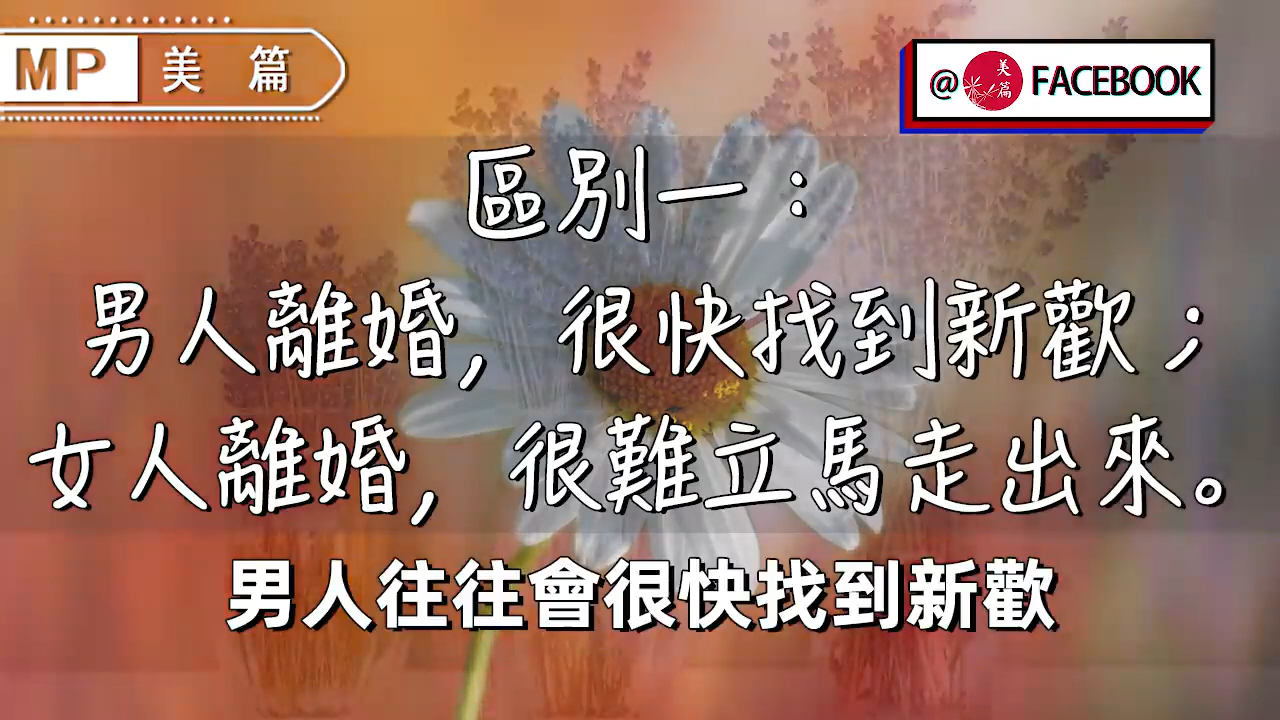 MP 美篇
@美篇 FACEBOOK
區別一：
男人離婚，很快找到新歡；
女人離婚，很難立馬走出來。
男人往往會很快找到新歡